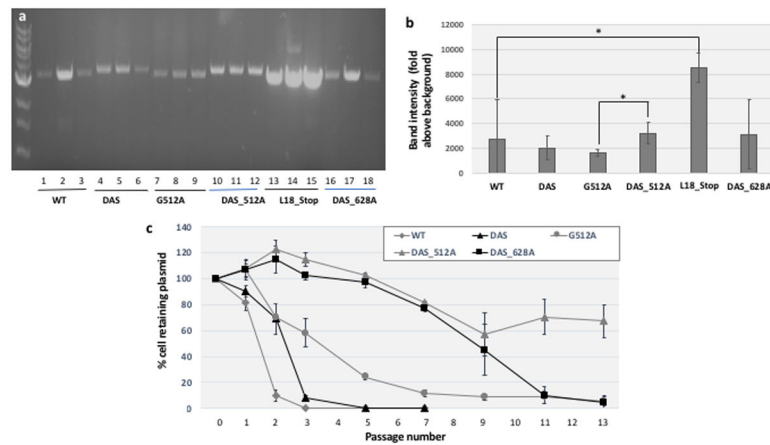 a
1 2 3 4 5 6 7 8 9 10 11 12 13 14 15 16 17 18
WT DAS G512A DAS_512A L18_Stop DAS_628A
b
Band intensity (fold
above background)
12000
10000
8000
6000
4000
2000
0
*
*
WT DAS G512A DAS_512A L18_Stop DAS_628A
c
% cell retaining plasmid
140
120
100
80
60
40
20
0
WT DAS G512A
DAS_512A DAS_628A
0 1 2 3 4 5 6 7 8 9 10 11 12 13
Passage number